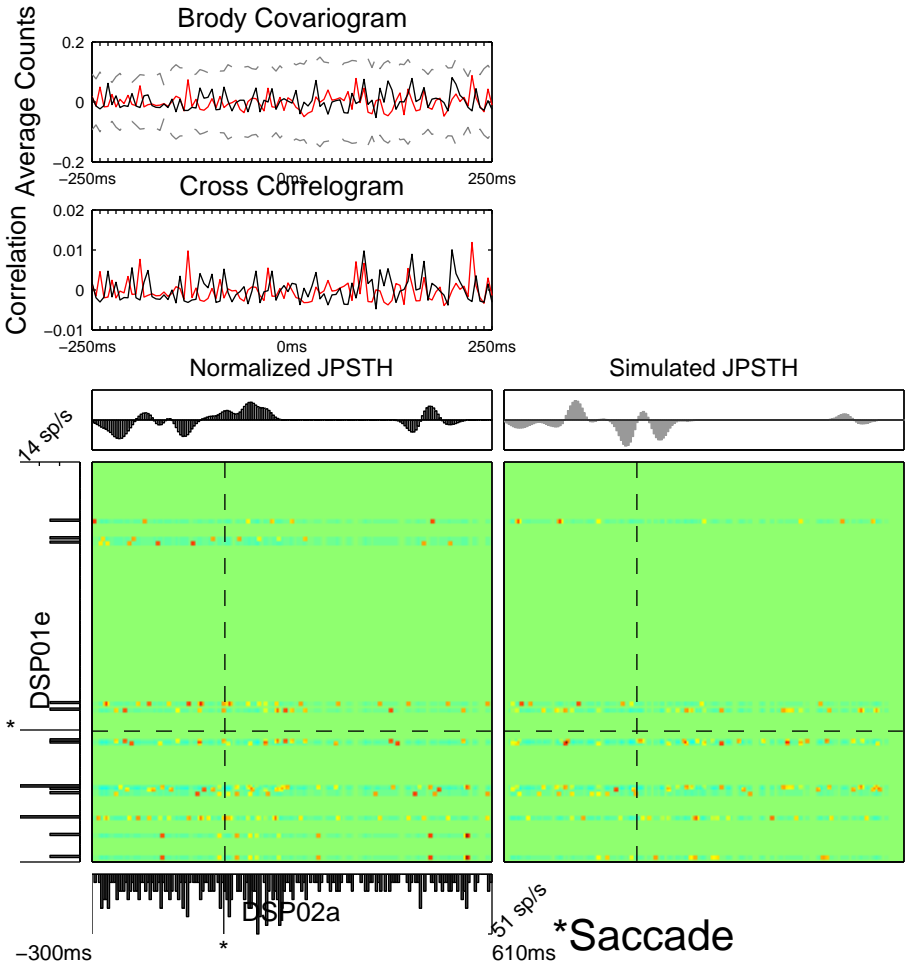 Brody Covariogram
Average Counts
0.2
0
−0.2
−250ms
250ms
Cross Correlogram
Correlation
0.02
0.01
0
−0.01
−250ms
0ms
250ms
Normalized JPSTH
Simulated JPSTH
14 sp/s
DSP01e
*
DSP02a
51 sp/s
*
−300ms
610ms
*Saccade